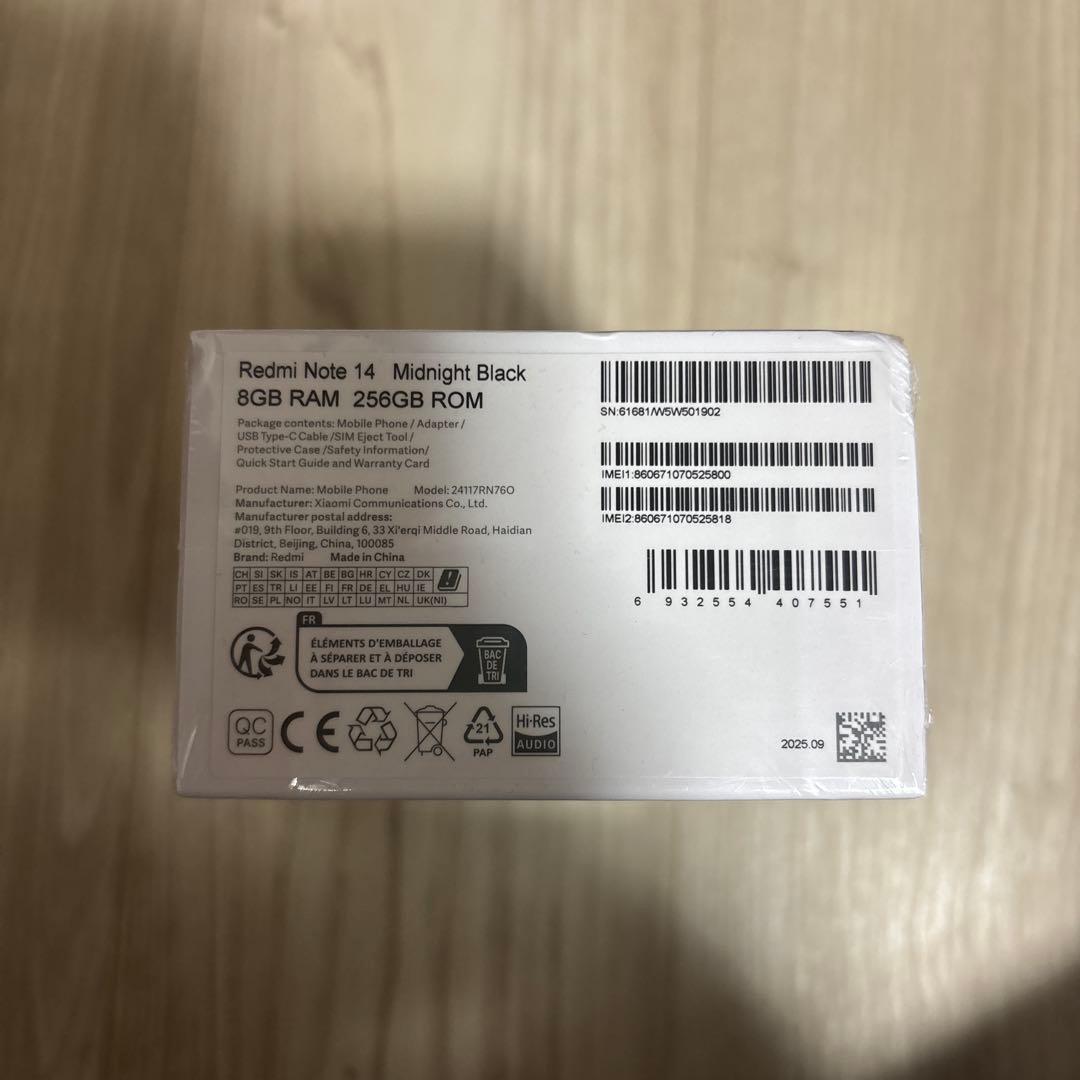 Redmi Note 14 Midnight Black
8GB RAM 256GB ROM
Package contents: Mobile Phone / Adapter /
USB Type-C Cable /SIM Eject Tool /
Protective Case /Safety Information/
Quick Start Guide and Warranty Card
Product Name: Mobile Phone Model: 24117RN76O
Manufacturer: Xiaomi Communications Co., Ltd.
Manufacturer postal address:
#019, 9th Floor, Building 6, 33 Xi'erqi Middle Road, Haidian
District, Beijing, China, 100085
Brand: Redmi Made in China
CH SI SK IS AT BE BG HR CY CZ DK
PT ES TR LI EE FI FR DE EL HU IE
RO SE PL NO IT LV LT LU MT NL UK(NI)
FR
ÉLÉMENTS D'EMBALLAGE
À SÉPARER ET À DÉPOSER
DANS LE BAC DE TRI
BAC
DE
TRI
QC
PASS
CE
21
PAP
Hi-Res
AUDIO
SN:61681/W5W501902
IMEI1:860671070525800
IMEI2:860671070525818
6 932554 407551
2025.09